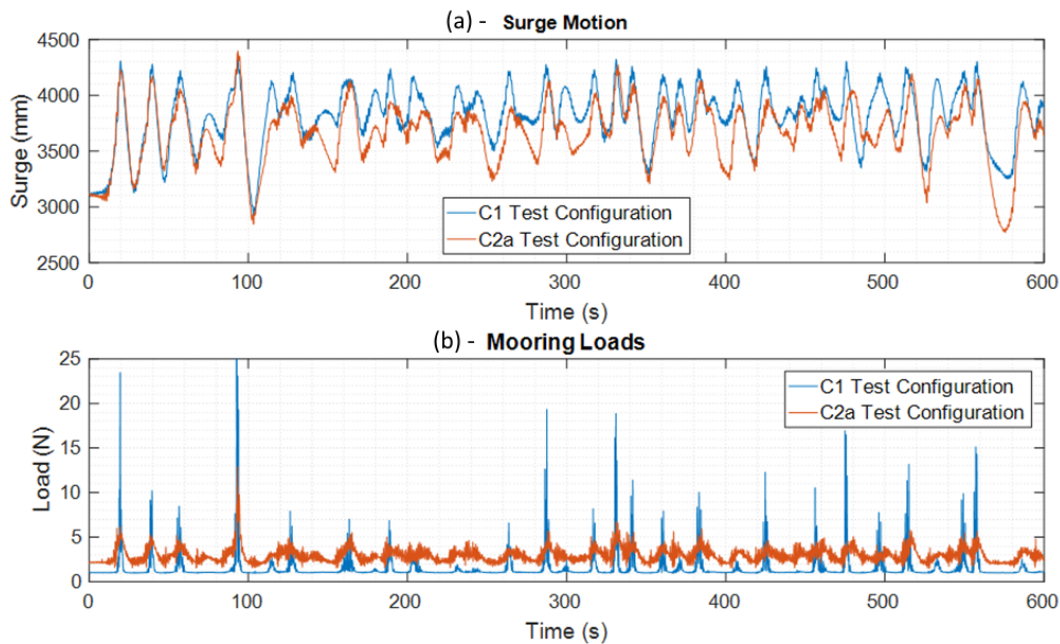 (a) - Surge Motion
4500
4000
3500
3000
2500
Surge (mm)
C1 Test Configuration
C2a Test Configuration
0 100 200 300 400 500 600
Time (s)
(b) - Mooring Loads
25
20
15
10
5
0
Load (N)
C1 Test Configuration
C2a Test Configuration
0 100 200 300 400 500 600
Time (s)